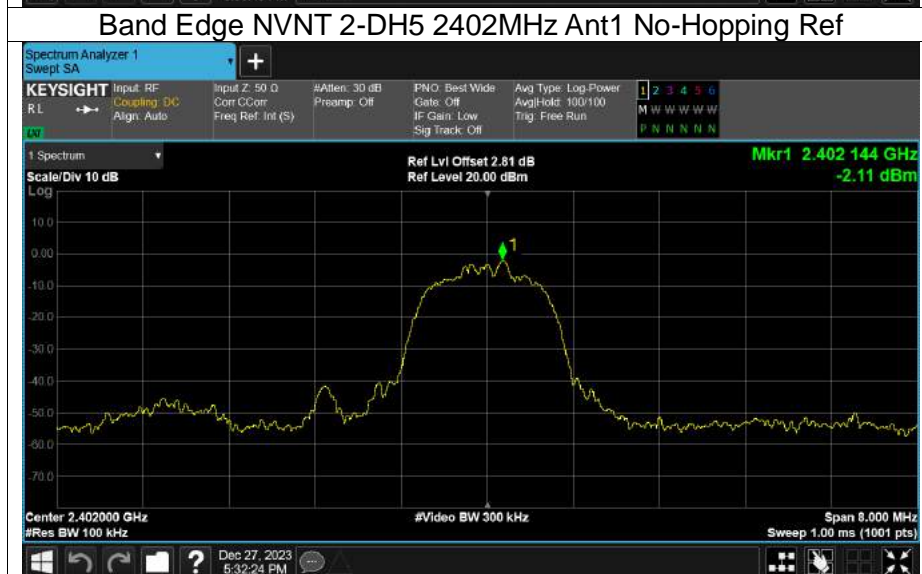 Band Edge NVNT 2-DH5 2402MHz Ant1 No-Hopping Ref
Spectrum Analyzer 1
Swept SA
+
KEYSIGHT
RL
LXI
Input: RF
Coupling: DC
Align: Auto
Input Z: 50 Ω
Corr CCorr
Freq Ref: Int (S)
#Atten: 30 dB
Preamp: Off
PNO: Best Wide
Gate: Off
IF Gain: Low
Sig Track: Off
Avg Type: Log-Power
Avg|Hold: 100/100
Trig: Free Run
1 2 3 4 5 6
M W W W W W
P N N N N N
1 Spectrum
Scale/Div 10 dB
Ref Lvl Offset 2.81 dB
Ref Level 20.00 dBm
Mkr1 2.402 144 GHz
-2.11 dBm
Log
10.0
0.00
-10.0
-20.0
-30.0
-40.0
-50.0
-60.0
-70.0
1
Center 2.402000 GHz
#Res BW 100 kHz
#Video BW 300 kHz
Span 8.000 MHz
Sweep 1.00 ms (1001 pts)
?
Dec 27, 2023
5:32:24 PM